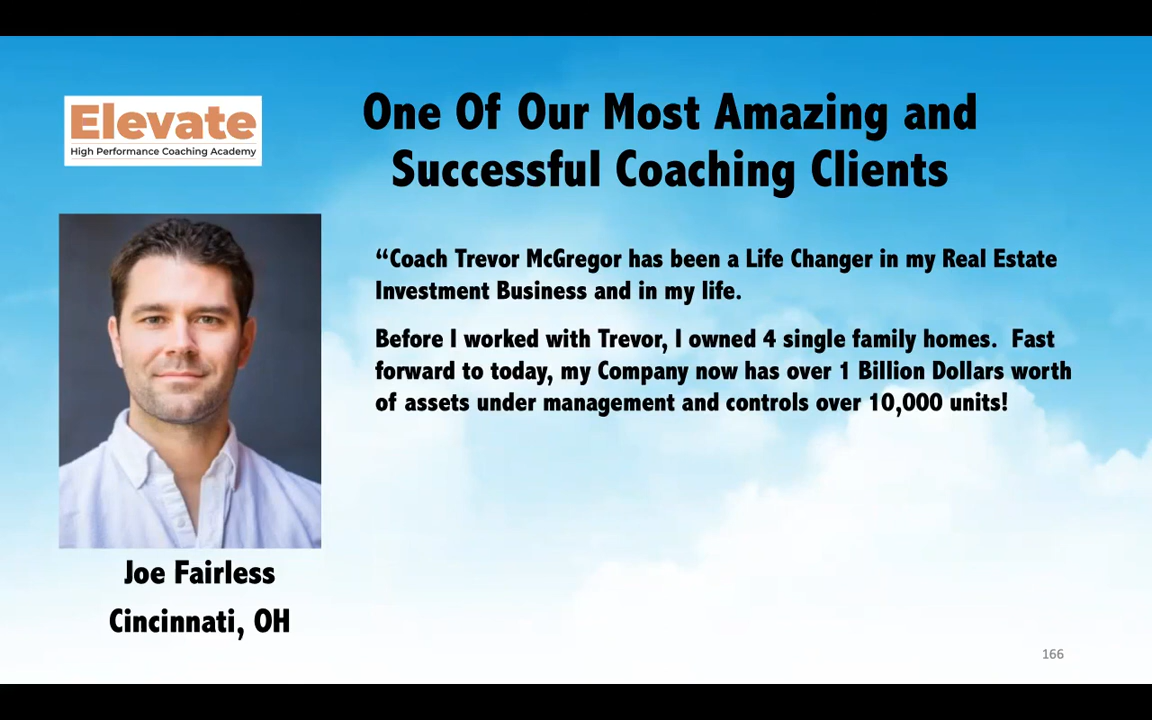 Elevate
High Performance Coaching Academy
One Of Our Most Amazing and
Successful Coaching Clients
“Coach Trevor McGregor has been a Life Changer in my Real Estate
Investment Business and in my life.
Before I worked with Trevor, I owned 4 single family homes.  Fast
forward to today, my Company now has over 1 Billion Dollars worth
of assets under management and controls over 10,000 units!
Joe Fairless
Cincinnati, OH
166